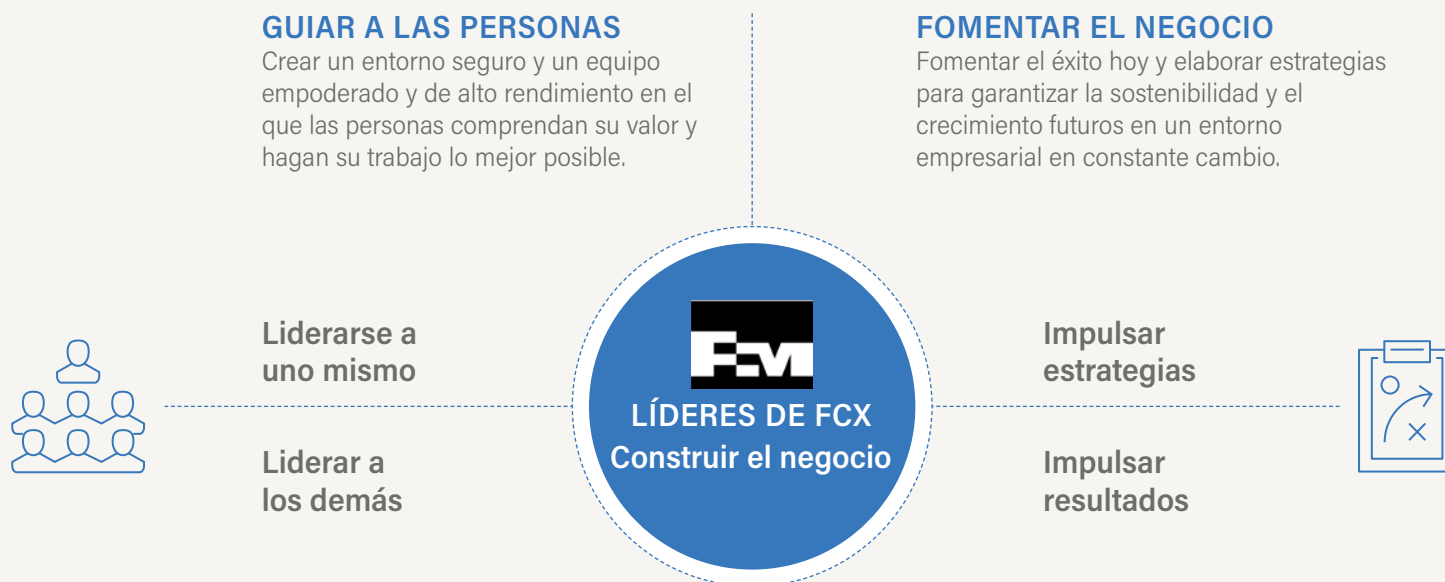 GUIAR A LAS PERSONAS
Crear un entorno seguro y un equipo
empoderado y de alto rendimiento en el
que las personas comprendan su valor y
hagan su trabajo lo mejor posible.
FOMENTAR EL NEGOCIO
Fomentar el éxito hoy y elaborar estrategias
para garantizar la sostenibilidad y el
crecimiento futuros en un entorno
empresarial en constante cambio.
Liderarse a
uno mismo
Liderar a
los demás
FM
LÍDERES DE FCX
Construir el negocio
Impulsar
estrategias
Impulsar
resultados